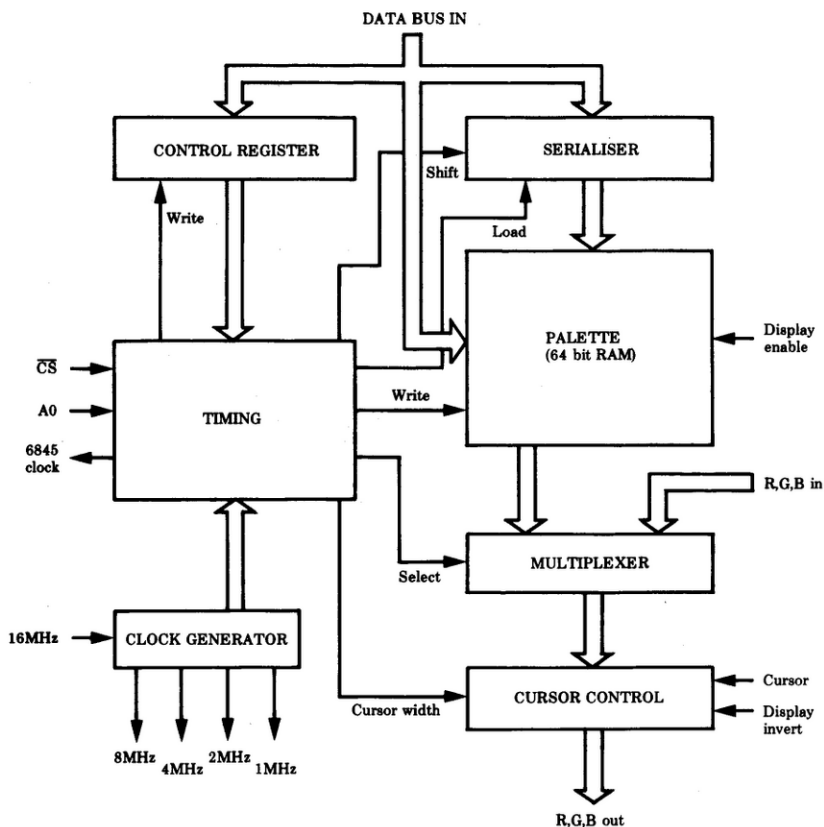 DATA BUS IN
CONTROL REGISTER
SERIALISER
Shift
Write
Load
PALETTE
(64 bit RAM)
Display
enable
CS
A0
6845
clock
TIMING
Write
R,G,B in
Select
MULTIPLEXER
16MHz
CLOCK GENERATOR
Cursor width
CURSOR CONTROL
Cursor
Display
invert
8MHz
4MHz
2MHz
1MHz
R,G,B out